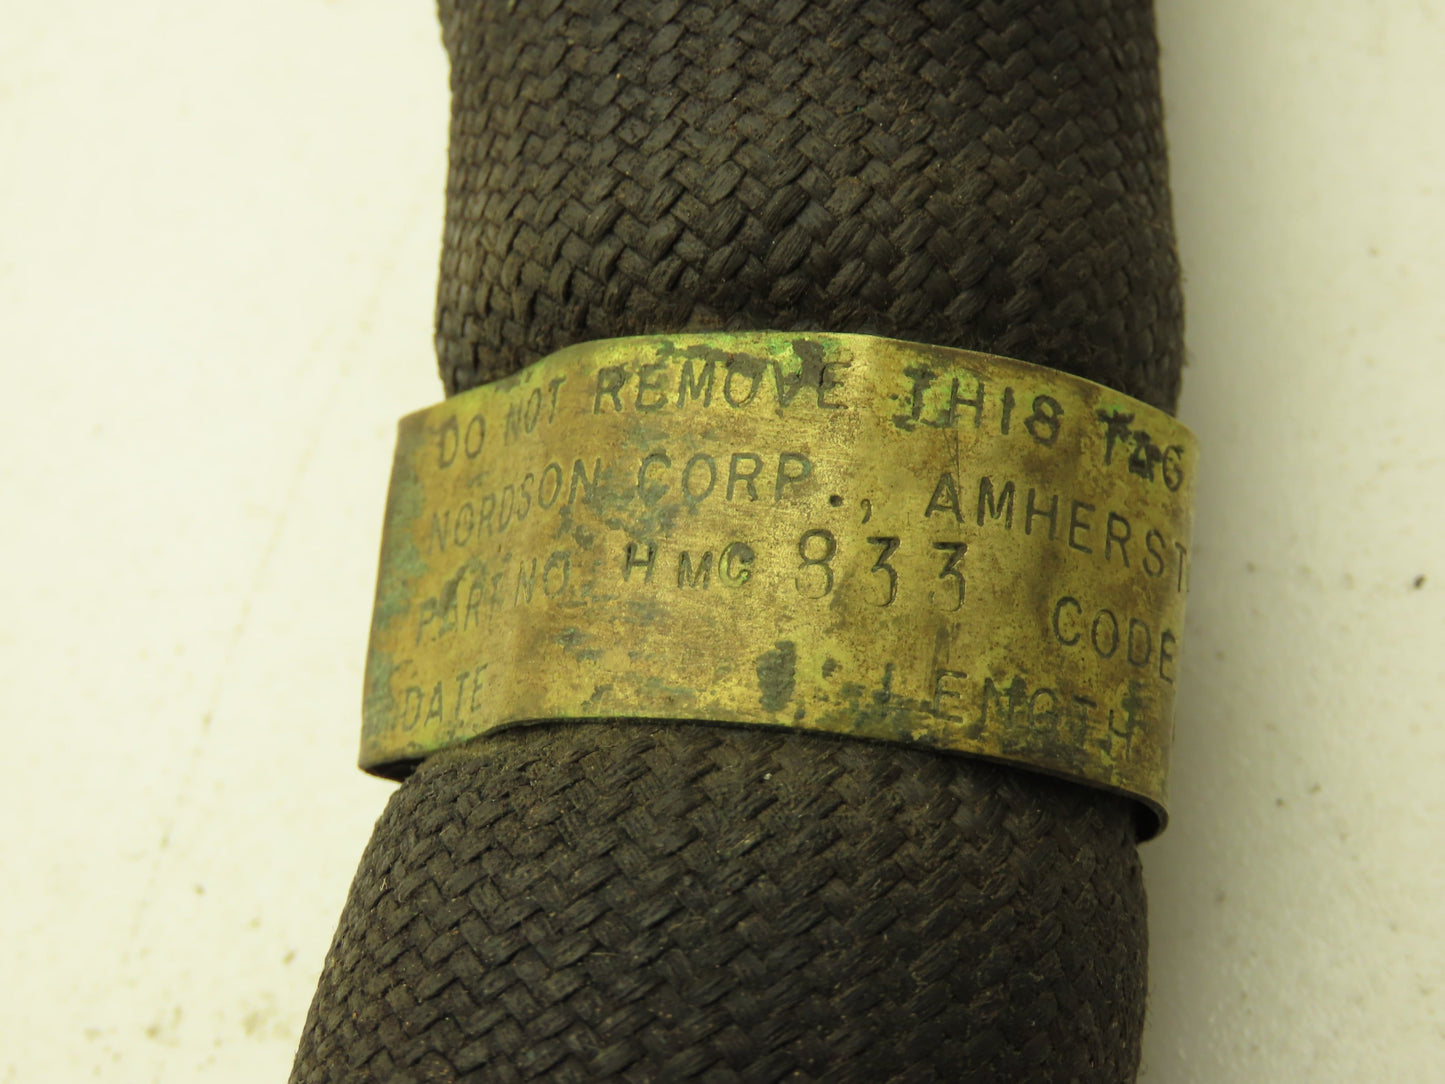 DO NOT REMOVE THIS TAG
NORDSON CORP., AMHERST
PART NO. HMC 833 CODE
DATE LENGTH